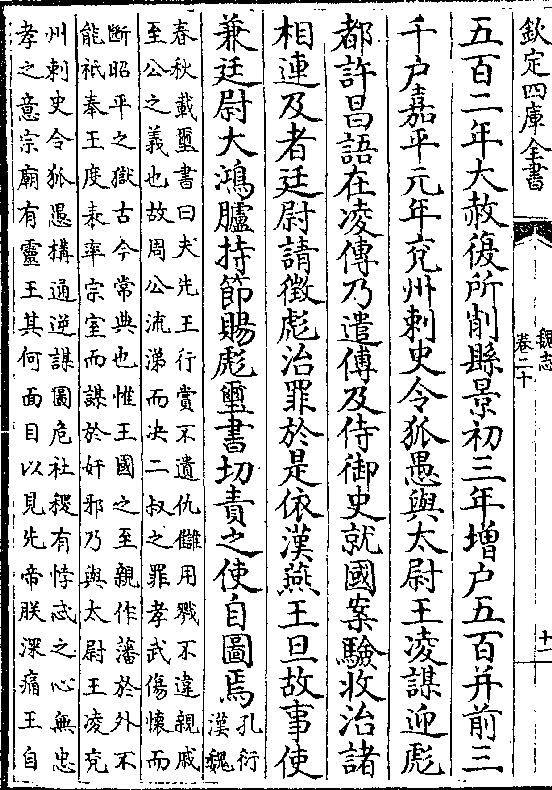 欽定四庫全書
魏志
卷二十
十二
五百二年大赦復所削縣景初三年增户五百并前三
千户嘉平元年兖州刺史令狐愚與太尉王凌謀迎彪
都許昌語在凌傳乃遣傅及侍御史就國案驗收治諸
相連及者廷尉請徵彪治罪於是依漢燕王旦故事使
兼廷尉大鴻臚持節賜彪璽書切責之使自圖焉
孔衍
漢魏
春秋載璽書曰夫先王行賞不遺仇讎用戮不違親戚
至公之義也故周公流涕而决二叔之罪孝武傷懷而
斷昭平之獄古今常典也惟王國之至親作藩於外不
能祇奉王度表率宗室而謀於奸邪乃與太尉王凌兖
州刺史令狐愚構通逆謀圖危社稷有悖忒之心無忠
孝之意宗廟有靈王其何面目以見先帝朕深痛王自